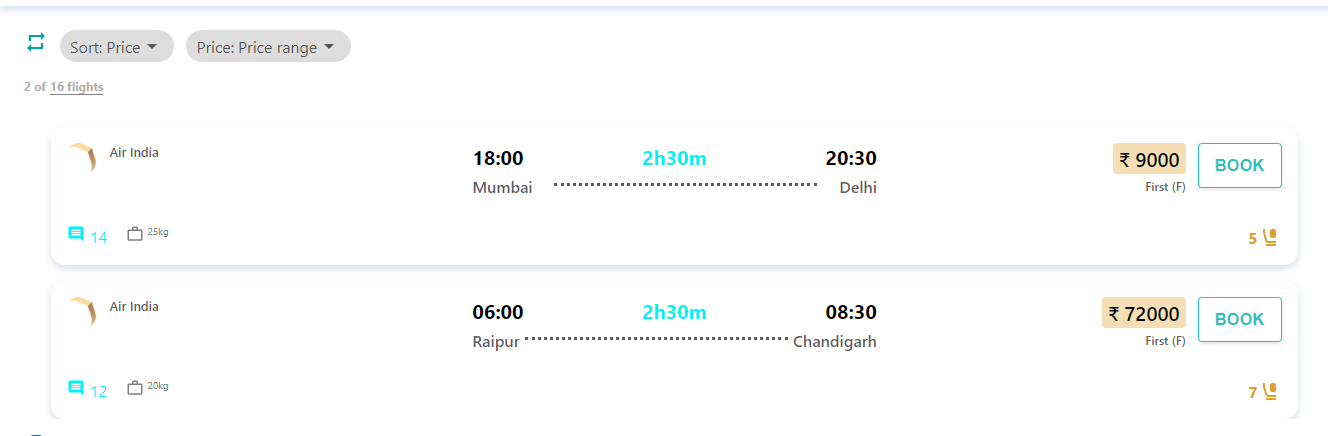 Sort: Price
Price: Price range
2 of 16 flights
Air India
18:00 2h30m 20:30
Mumbai Delhi
₹ 9000
First (F)
BOOK
14 25kg
5
Air India
06:00 2h30m 08:30
Raipur Chandigarh
₹ 72000
First (F)
BOOK
12 20kg
7